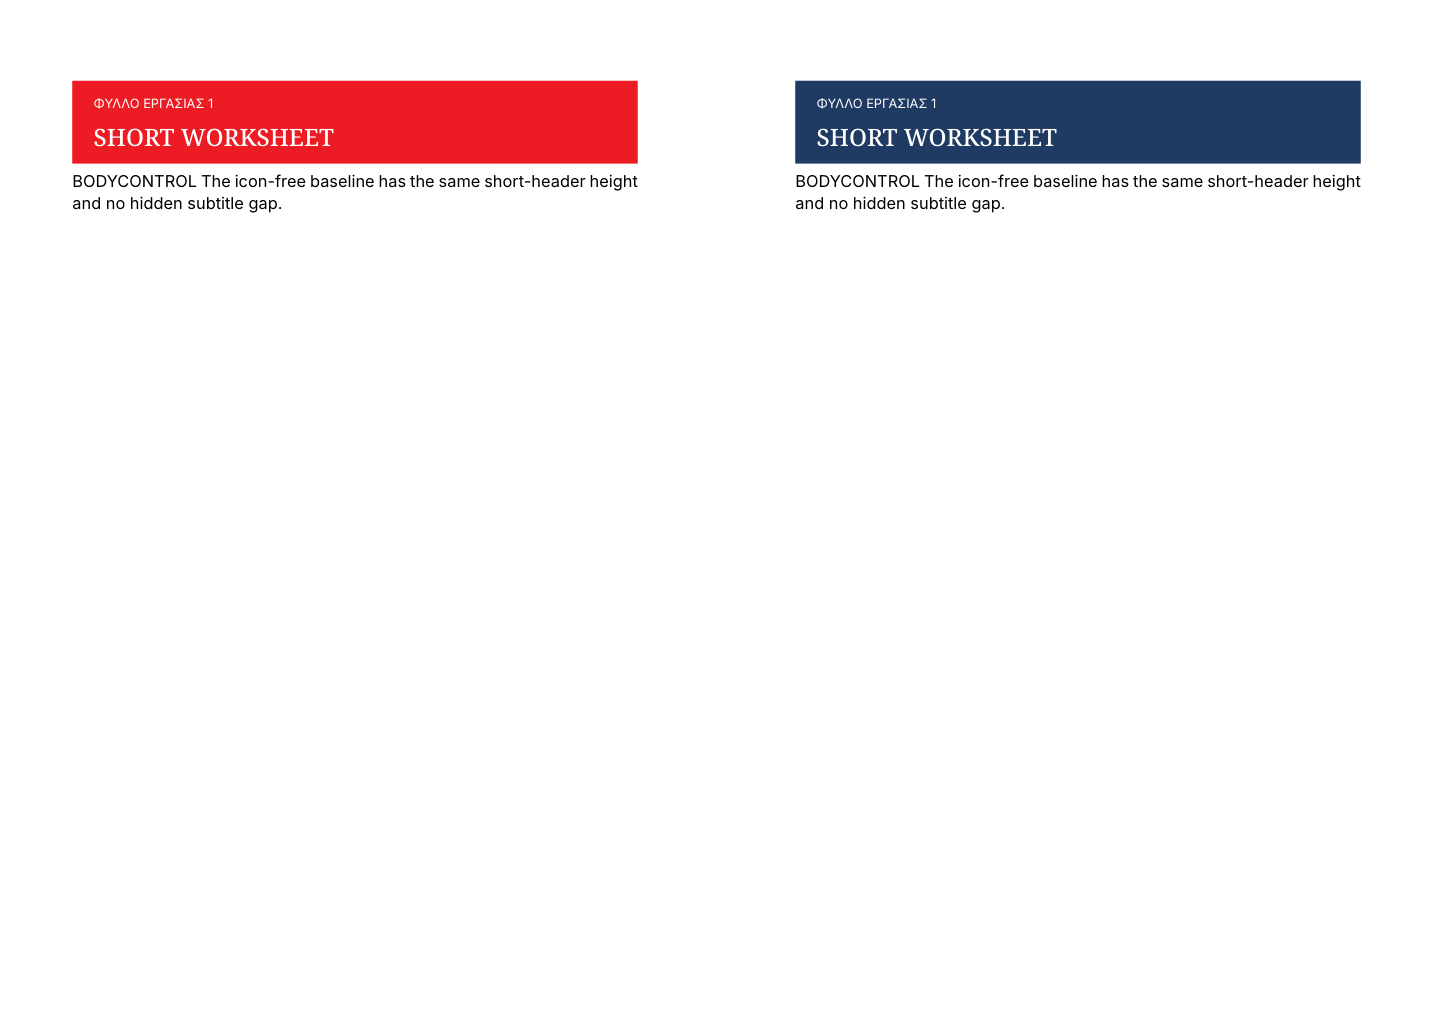 ΦΥΛΛΟ ΕΡΓΑΣΙΑΣ 1
SHORT WORKSHEET
BODYCONTROL The icon-free baseline has the same short-header height
and no hidden subtitle gap.
ΦΥΛΛΟ ΕΡΓΑΣΙΑΣ 1
SHORT WORKSHEET
BODYCONTROL The icon-free baseline has the same short-header height
and no hidden subtitle gap.